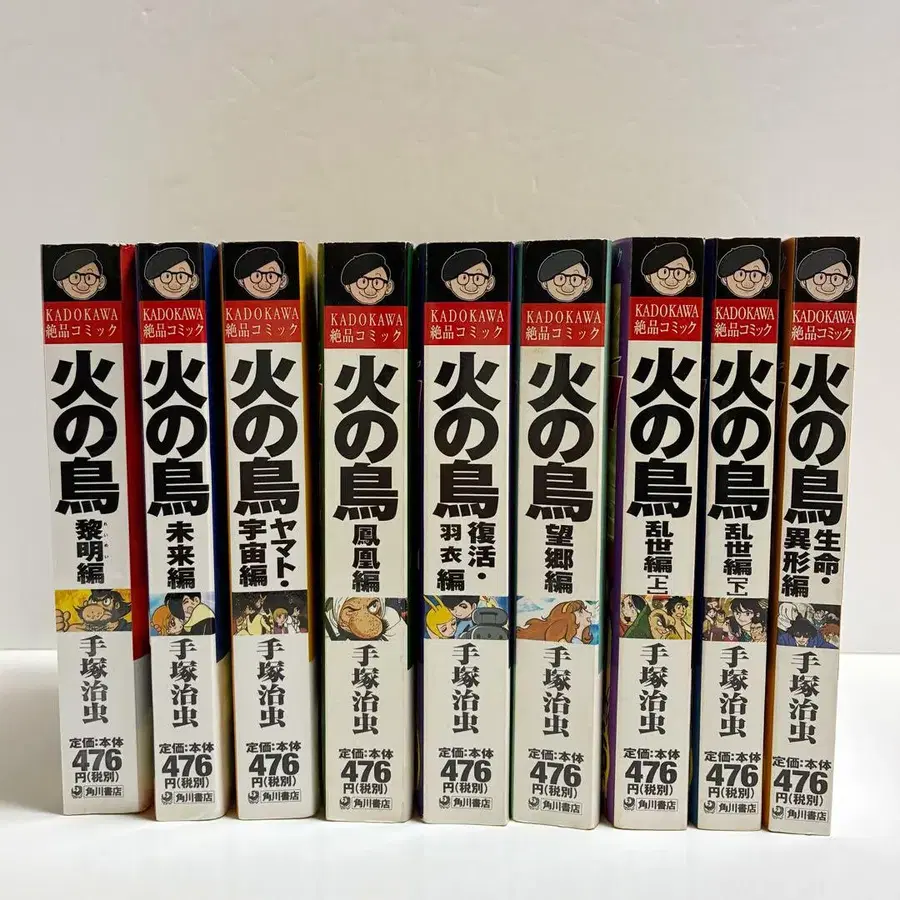 KADOKAWA
絶品コミック
火の鳥
黎明編
れいめい
手塚治虫
定価:本体
476
円(税別)
KADOKAWA
絶品コミック
火の鳥
未来編
手塚治虫
定価:本体
476
円(税別)
角川書店
KADOKAWA
絶品コミック
火の鳥
ヤマト・
宇宙編
手塚治虫
定価:本体
476
円(税別)
角川書店
KADOKAWA
絶品コミック
火の鳥
鳳凰編
手塚治虫
定価:本体
476
円(税別)
角川書店
KADOKAWA
絶品コミック
火の鳥
復活・
羽衣編
手塚治虫
定価:本体
476
円(税別)
角川書店
KADOKAWA
絶品コミック
火の鳥
望郷編
手塚治虫
定価:本体
476
円(税別)
角川書店
KADOKAWA
絶品コミック
火の鳥
乱世編[上]
手塚治虫
定価:本体
476
円(税別)
角川書店
KADOKAWA
絶品コミック
火の鳥
乱世編[下]
手塚治虫
定価:本体
476
円(税別)
角川書店
KADOKAWA
絶品コミック
火の鳥
生命・
異形編
手塚治虫
定価:本体
476
円(税別)
角川書店